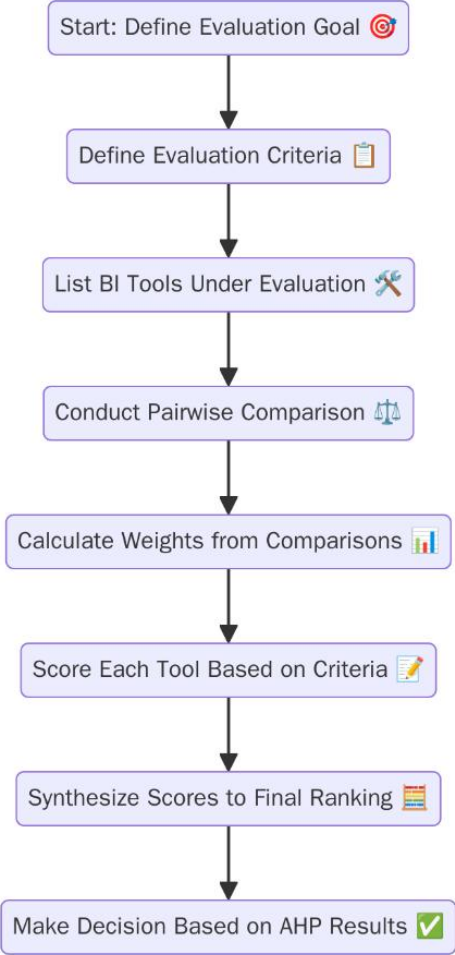 Start: Define Evaluation Goal 🎯
Define Evaluation Criteria 📋
List BI Tools Under Evaluation 🛠️
Conduct Pairwise Comparison ⚖️
Calculate Weights from Comparisons 📊
Score Each Tool Based on Criteria 📝
Synthesize Scores to Final Ranking 🧮
Make Decision Based on AHP Results ✅